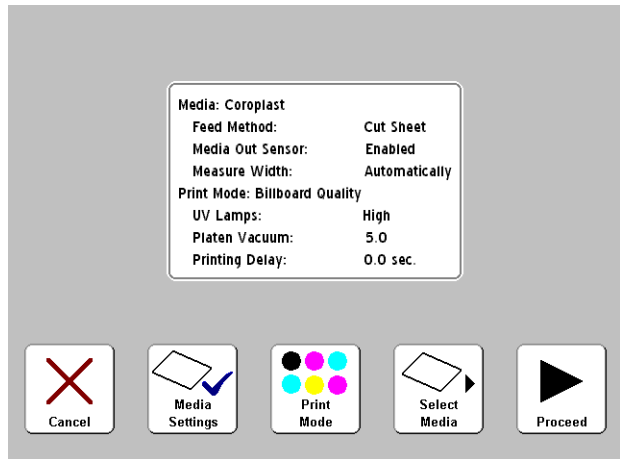 Media: Coroplast
Feed Method: Cut Sheet
Media Out Sensor: Enabled
Measure Width: Automatically
Print Mode: Billboard Quality
UV Lamps: High
Platen Vacuum: 5.0
Printing Delay: 0.0 sec.
Cancel
Media
Settings
Print
Mode
Select
Media
Proceed